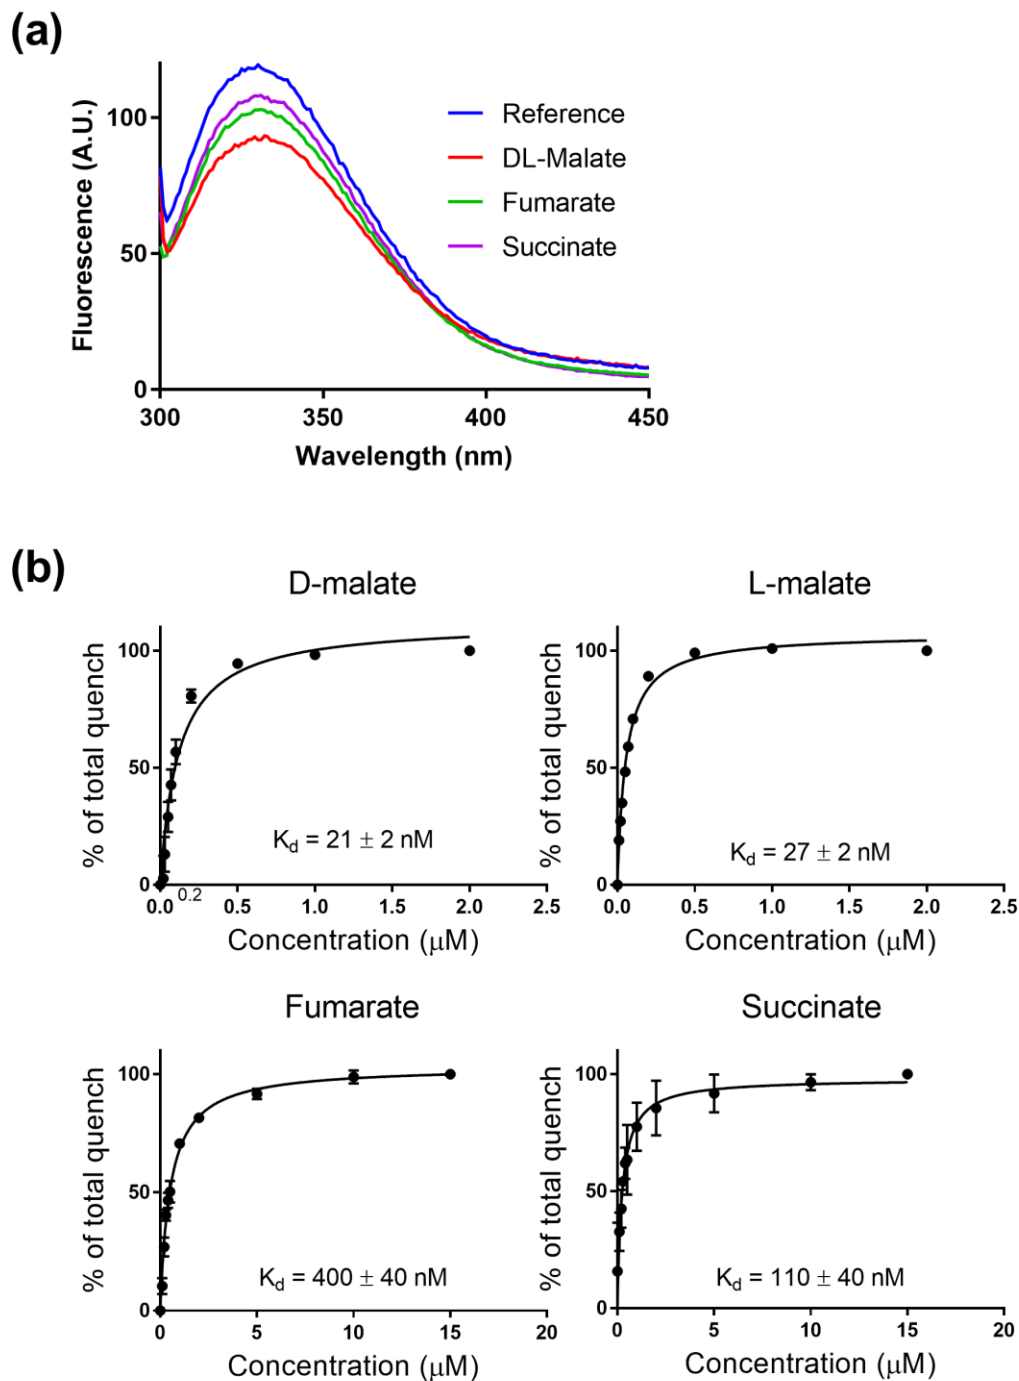 (a)
Fluorescence (A.U.)
100
50
0
300
350
400
450
Wavelength (nm)
Reference
DL-Malate
Fumarate
Succinate
(b)
D-malate
% of total quench
100
50
0
K_d = 21 ± 2 nM
0.2
0.0
0.5
1.0
1.5
2.0
2.5
Concentration (μM)
L-malate
% of total quench
100
50
0
K_d = 27 ± 2 nM
0.0
0.5
1.0
1.5
2.0
2.5
Concentration (μM)
Fumarate
% of total quench
100
50
0
K_d = 400 ± 40 nM
0
5
10
15
20
Concentration (μM)
Succinate
% of total quench
100
50
0
K_d = 110 ± 40 nM
0
5
10
15
20
Concentration (μM)